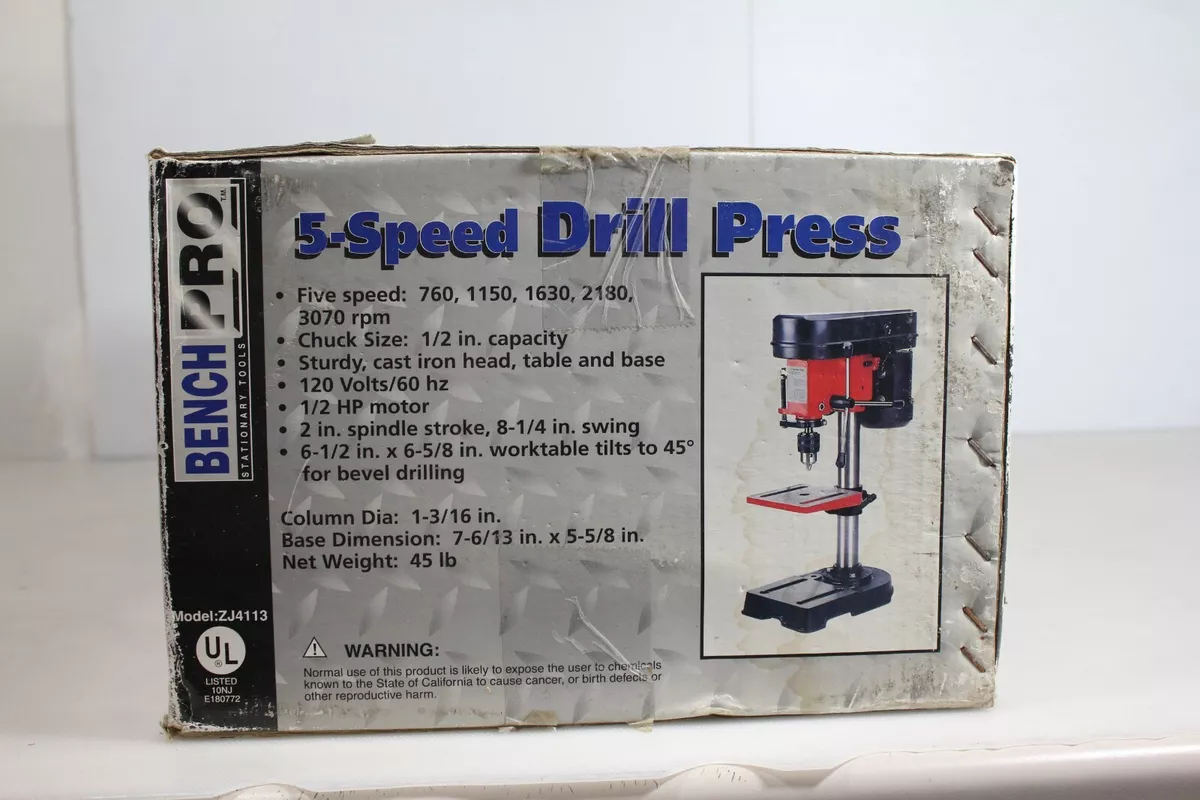 BENCH PRO™
STATIONARY TOOLS
5-Speed Drill Press
• Five speed: 760, 1150, 1630, 2180,
3070 rpm
• Chuck Size: 1/2 in. capacity
• Sturdy, cast iron head, table and base
• 120 Volts/60 hz
• 1/2 HP motor
• 2 in. spindle stroke, 8-1/4 in. swing
• 6-1/2 in. x 6-5/8 in. worktable tilts to 45°
for bevel drilling
Column Dia: 1-3/16 in.
Base Dimension: 7-6/13 in. x 5-5/8 in.
Net Weight: 45 lb
Model:ZJ4113
UL
®
LISTED
10NJ
E180772
WARNING:
Normal use of this product is likely to expose the user to chemicals
known to the State of California to cause cancer, or birth defects or
other reproductive harm.